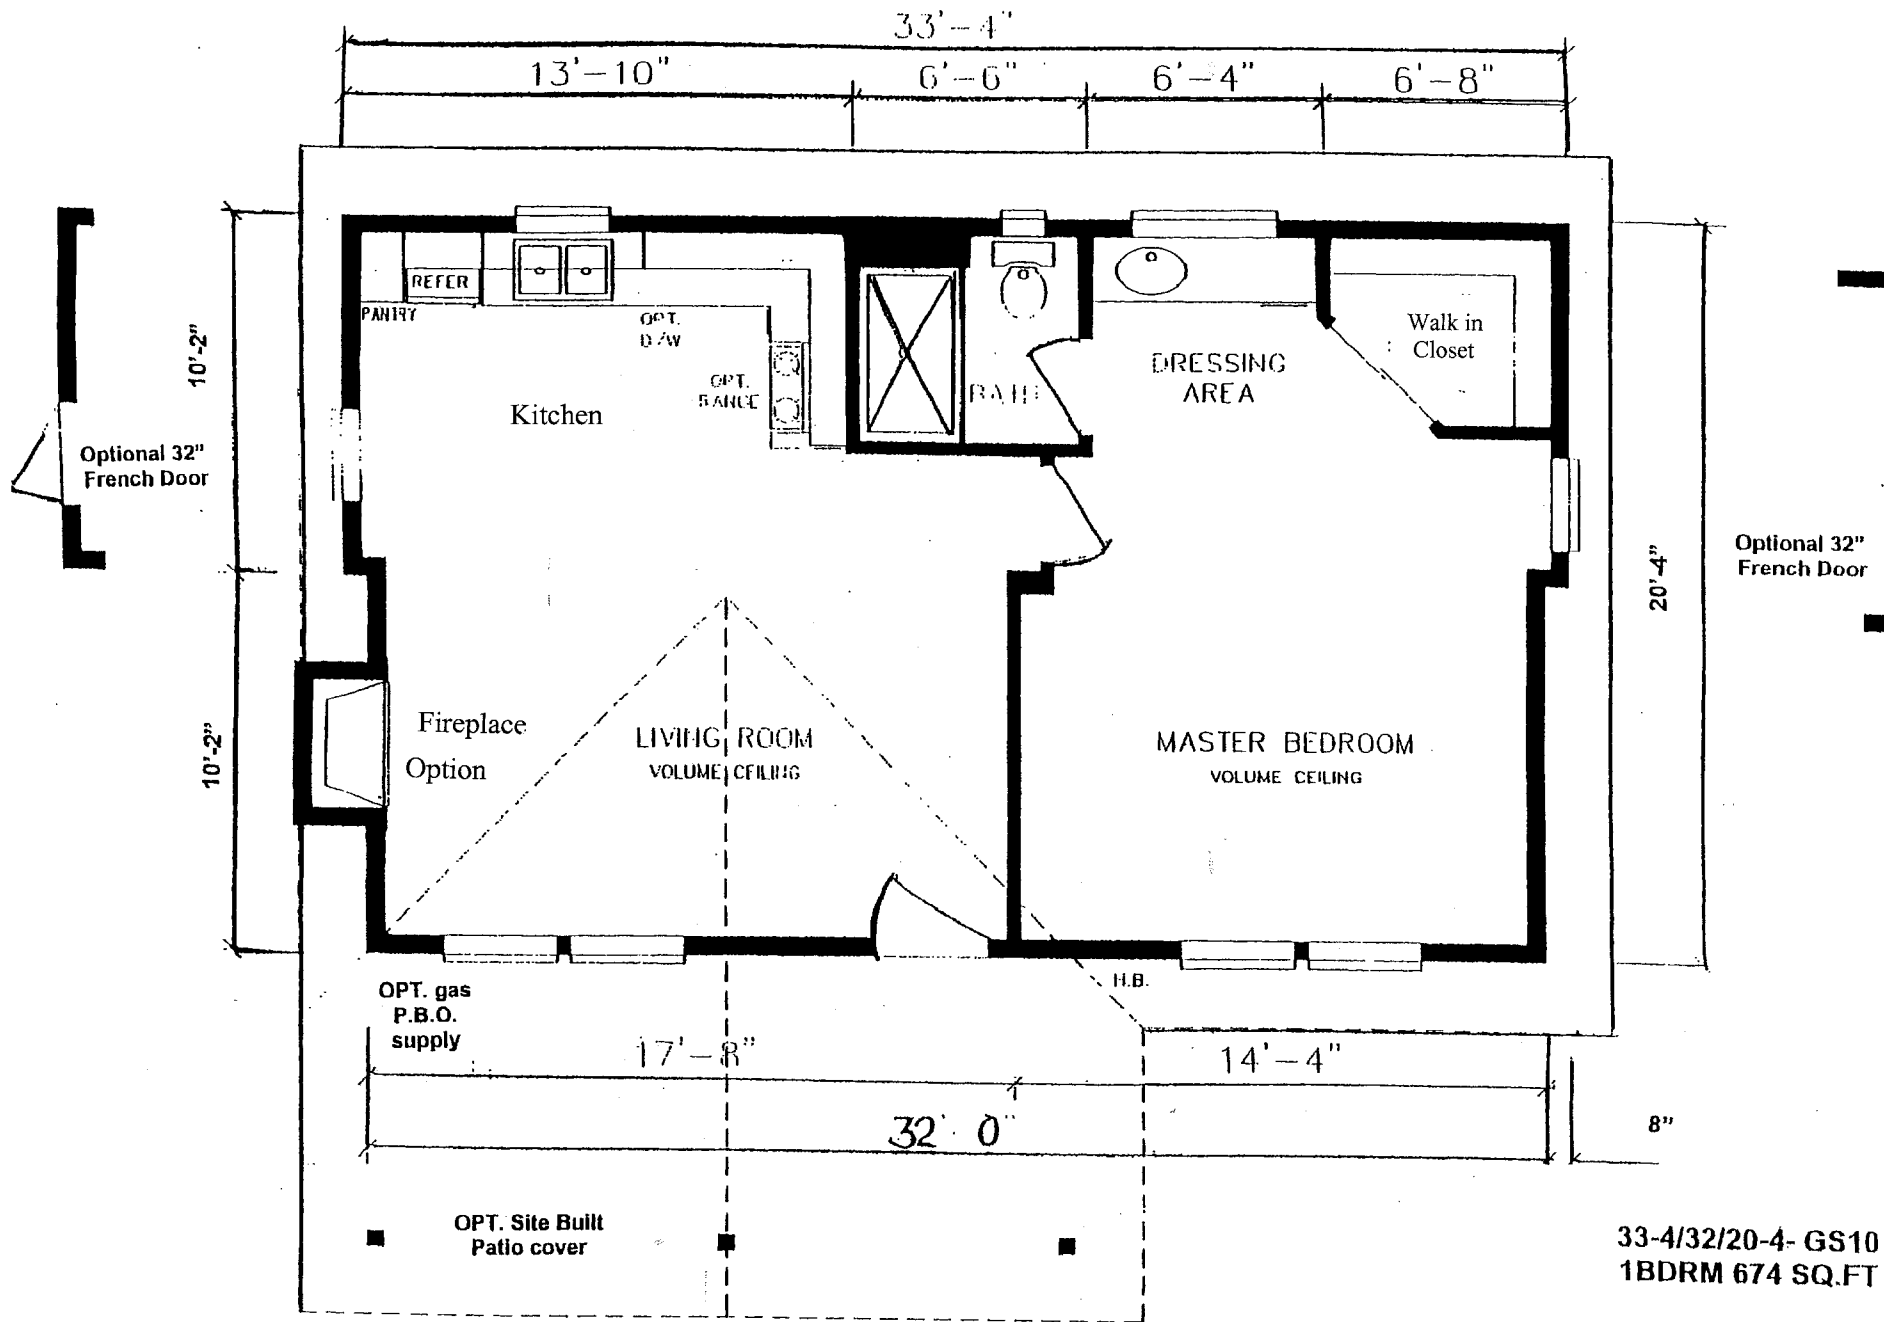 33'-4"
13'-10"
6'-6"
6'-4"
6'-8"
REFER
PANTRY
OPT.
D/W
OPT.
RANGE
Kitchen
BATH
DRESSING
AREA
Walk in
Closet
10'-2"
Optional 32"
French Door
20'-4"
Optional 32"
French Door
10'-2"
Fireplace
Option
LIVING ROOM
VOLUME CEILING
MASTER BEDROOM
VOLUME CEILING
H.B.
OPT. gas
P.B.O.
supply
17'-8"
14'-4"
32' 0"
8"
OPT. Site Built
Patio cover
33-4/32/20-4- GS10
1BDRM 674 SQ.FT